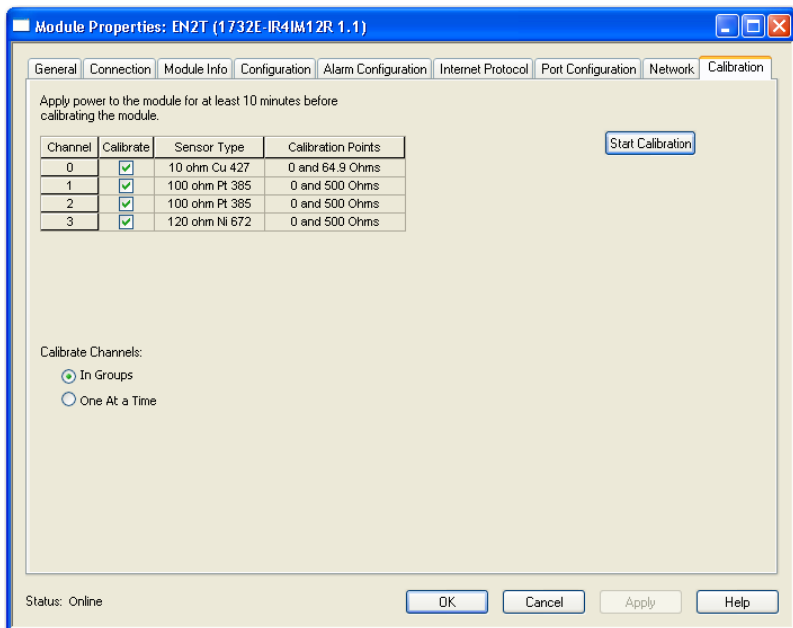 Module Properties: EN2T (1732E-IR4IM12R 1.1)
General Connection Module Info Configuration Alarm Configuration Internet Protocol Port Configuration Network Calibration
Apply power to the module for at least 10 minutes before
calibrating the module.
Start Calibration
Channel Calibrate Sensor Type Calibration Points
0 10 ohm Cu 427 0 and 64.9 Ohms
1 100 ohm Pt 385 0 and 500 Ohms
2 100 ohm Pt 385 0 and 500 Ohms
3 120 ohm Ni 672 0 and 500 Ohms
Calibrate Channels:
In Groups
One At a Time
Status: Online
OK Cancel Apply Help